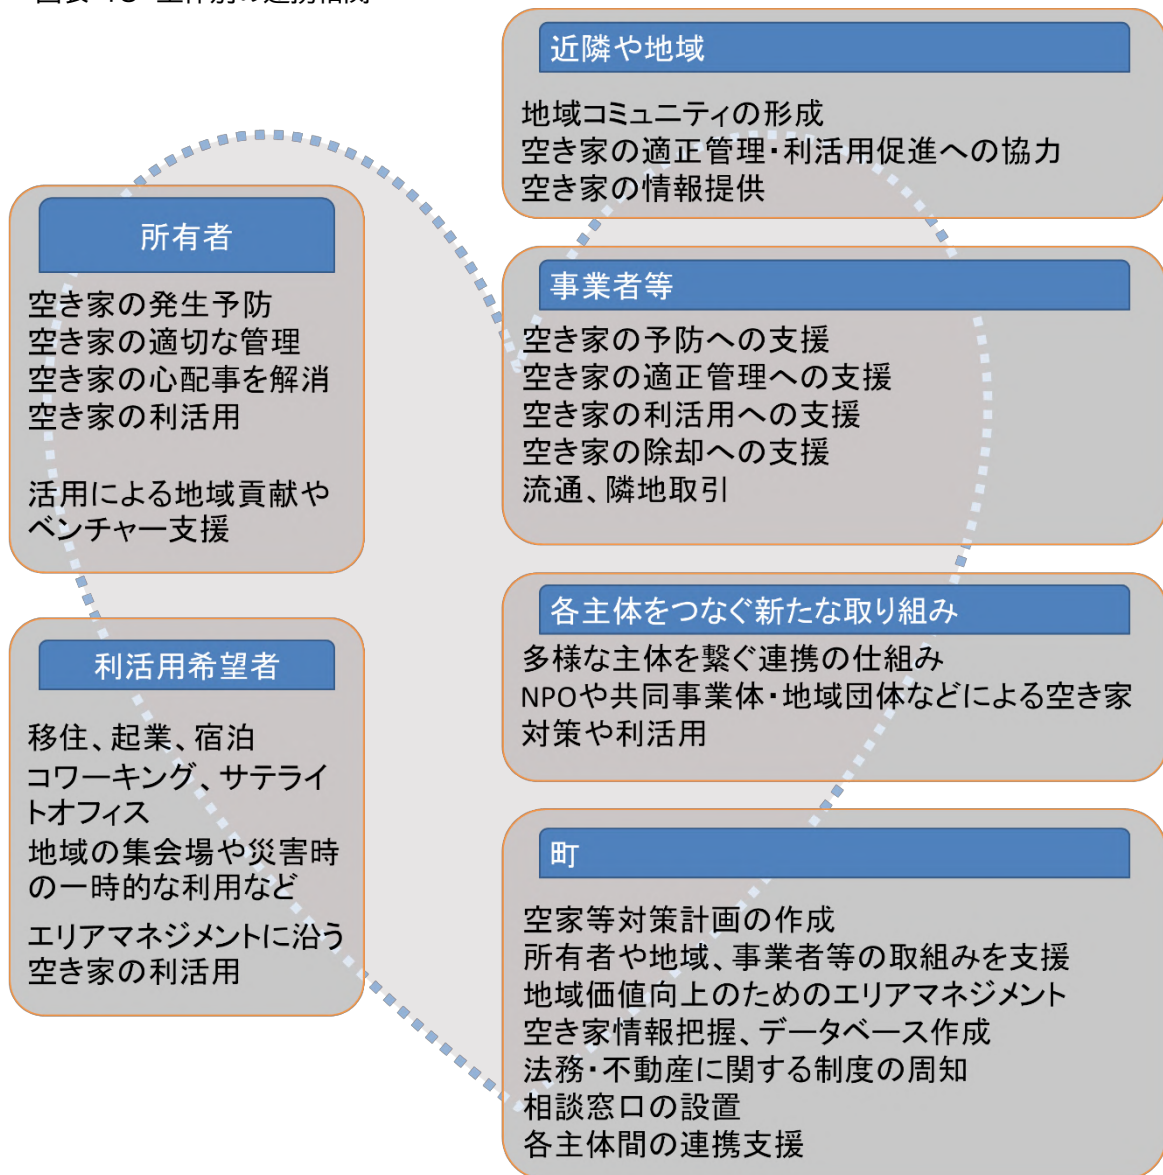 所有者
空き家の発生予防
空き家の適切な管理
空き家の心配事を解消
空き家の利活用
活用による地域貢献や
ベンチャー支援
利活用希望者
移住、起業、宿泊
コワーキング、サテライ
トオフィス
地域の集会場や災害時
の一時的な利用など
エリアマネジメントに沿う
空き家の利活用
近隣や地域
地域コミュニティの形成
空き家の適正管理・利活用促進への協力
空き家の情報提供
事業者等
空き家の予防への支援
空き家の適正管理への支援
空き家の利活用への支援
空き家の除却への支援
流通、隣地取引
各主体をつなぐ新たな取り組み
多様な主体を繋ぐ連携の仕組み
NPOや共同事業体・地域団体などによる空き家
対策や利活用
町
空家等対策計画の作成
所有者や地域、事業者等の取組みを支援
地域価値向上のためのエリアマネジメント
空き家情報把握、データベース作成
法務・不動産に関する制度の周知
相談窓口の設置
各主体間の連携支援